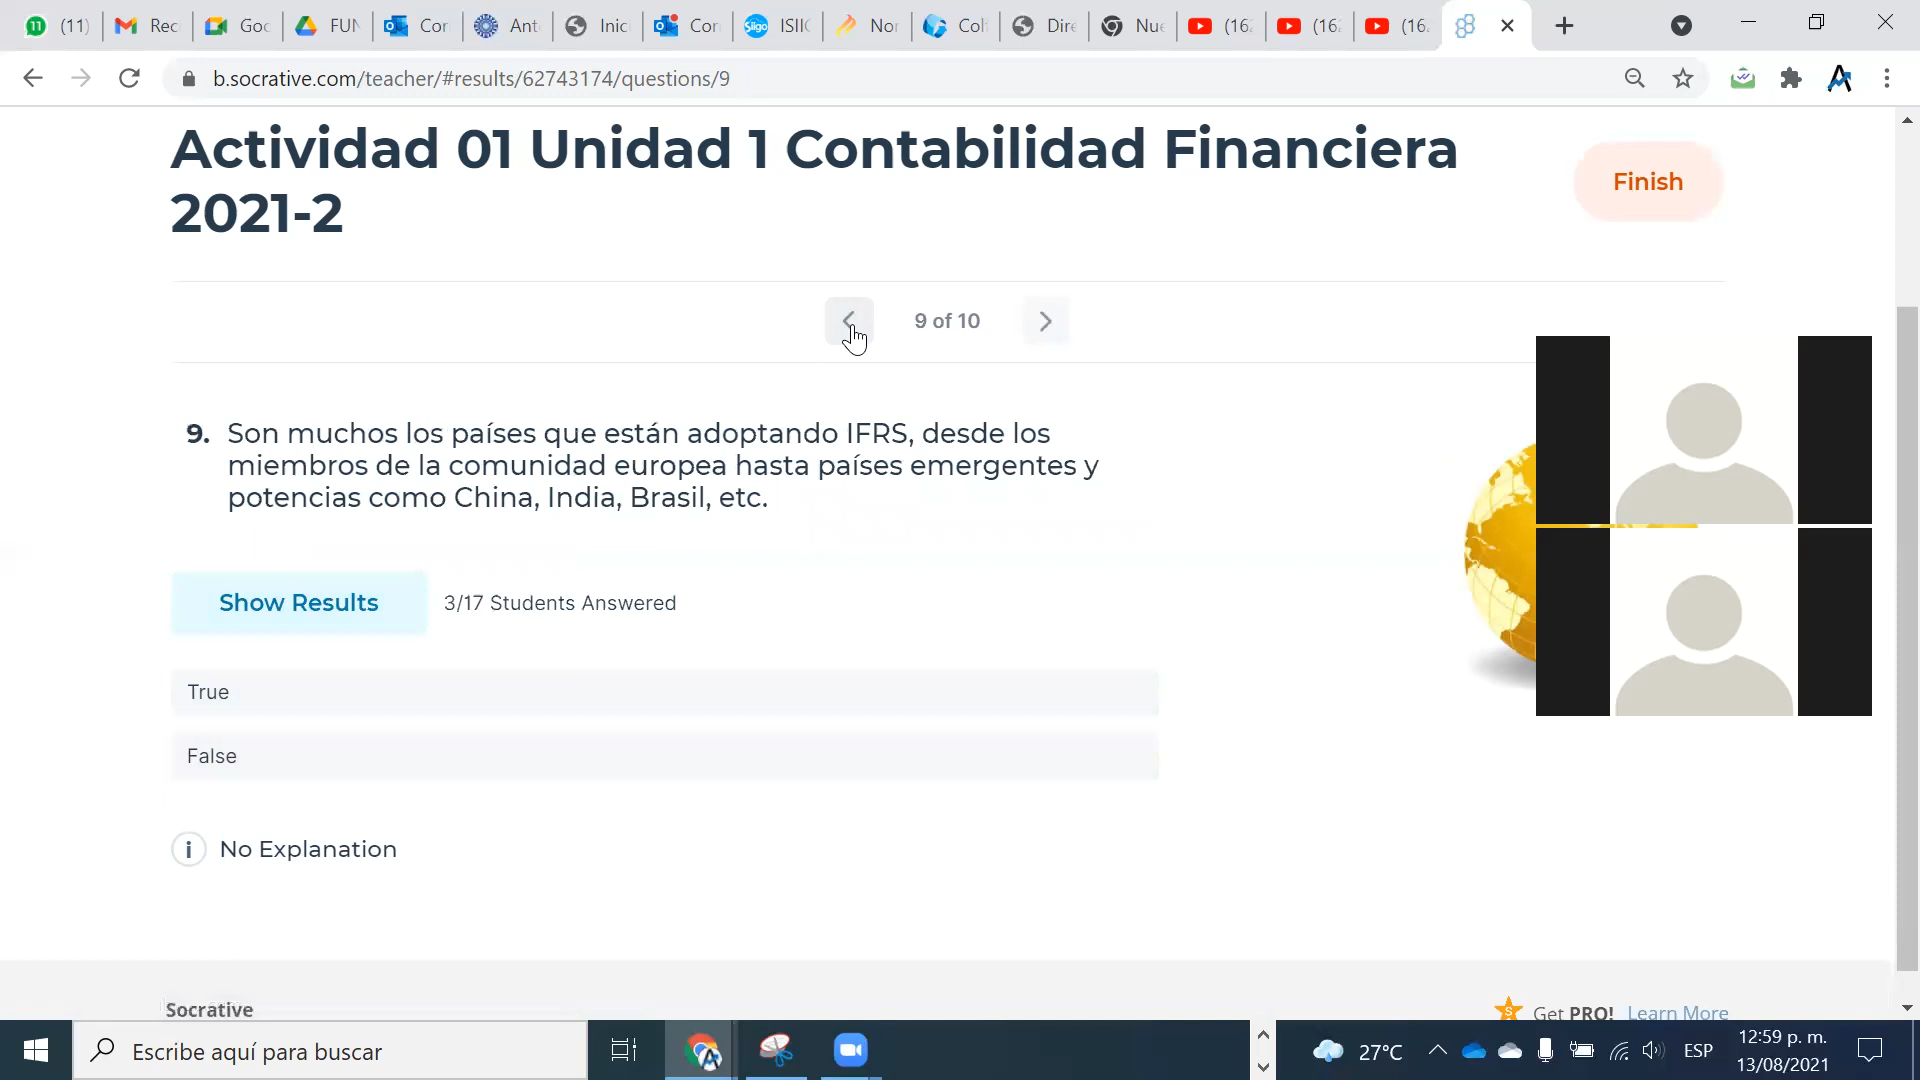 11 (11) Rec Goc FUN Cor Ant Inic Cor Siigo ISIIG Nor Col Dire Nue (16 (16 (16
b.socrative.com/teacher/#results/62743174/questions/9
Actividad 01 Unidad 1 Contabilidad Financiera
2021-2
Finish
9 of 10
9. Son muchos los países que están adoptando IFRS, desde los
miembros de la comunidad europea hasta países emergentes y
potencias como China, India, Brasil, etc.
Show Results 3/17 Students Answered
True
False
i No Explanation
Socrative
Get PRO! Learn More
Escribe aquí para buscar
27°C
ESP
12:59 p. m.
13/08/2021